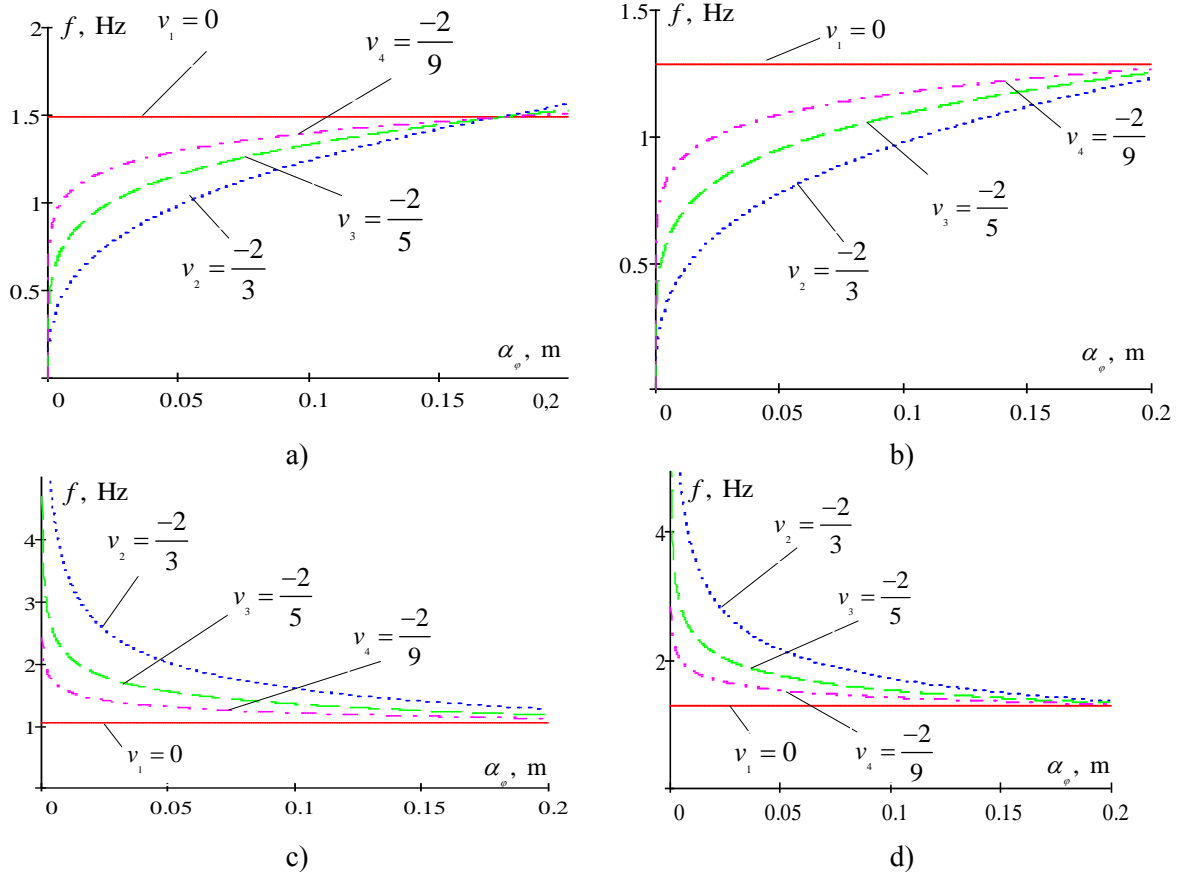 f, Hz
v₁ = 0
v₄ = -2/9
2
1.5
1
0.5
v₃ = -2/5
v₂ = -2/3
αᵩ, m
0 0.05 0.1 0.15 0,2
a)
f, Hz
v₁ = 0
1.5
1
0.5
v₄ = -2/9
v₃ = -2/5
v₂ = -2/3
αᵩ, m
0 0.05 0.1 0.15 0.2
b)
f, Hz
v₂ = -2/3
v₃ = -2/5
v₄ = -2/9
4
3
2
1
v₁ = 0
αᵩ, m
0 0.05 0.1 0.15 0.2
c)
f, Hz
v₂ = -2/3
v₃ = -2/5
4
2
v₁ = 0
v₄ = -2/9
αᵩ, m
0 0.05 0.1 0.15 0.2
d)